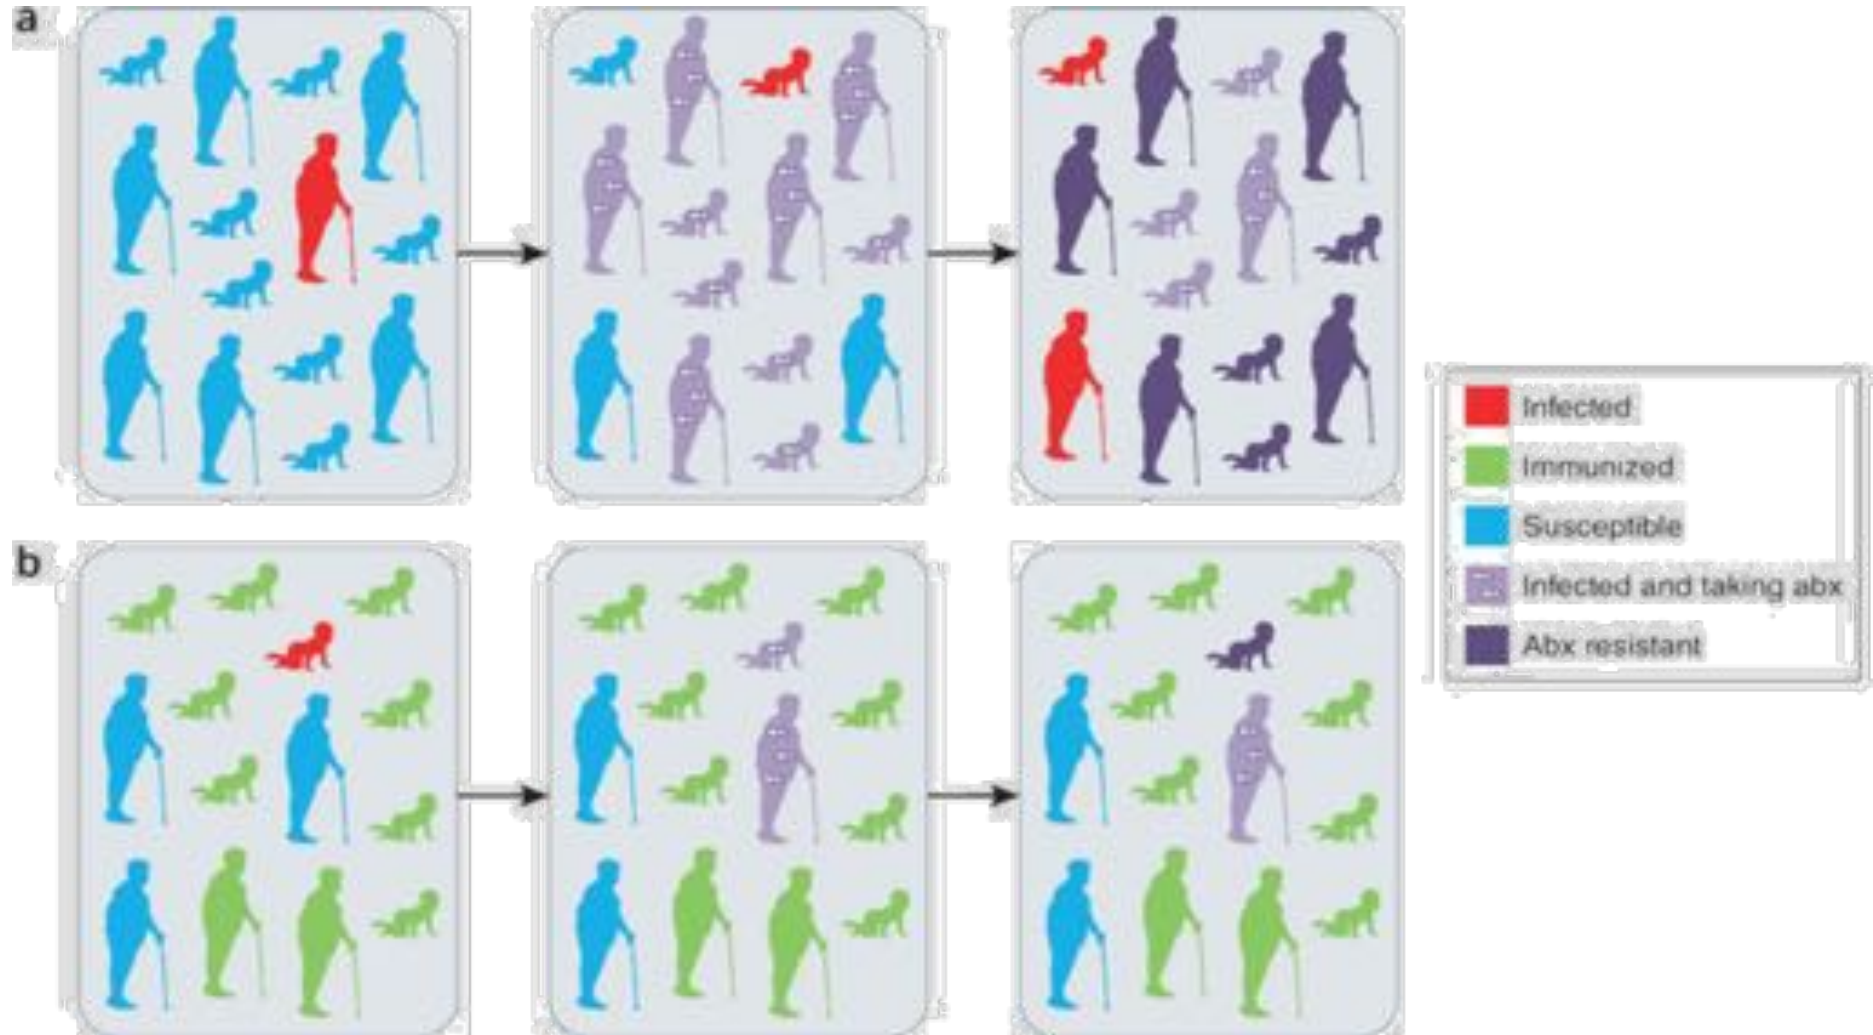 a
b
Infected
Immunized
Susceptible
Infected and taking abx
Abx resistant